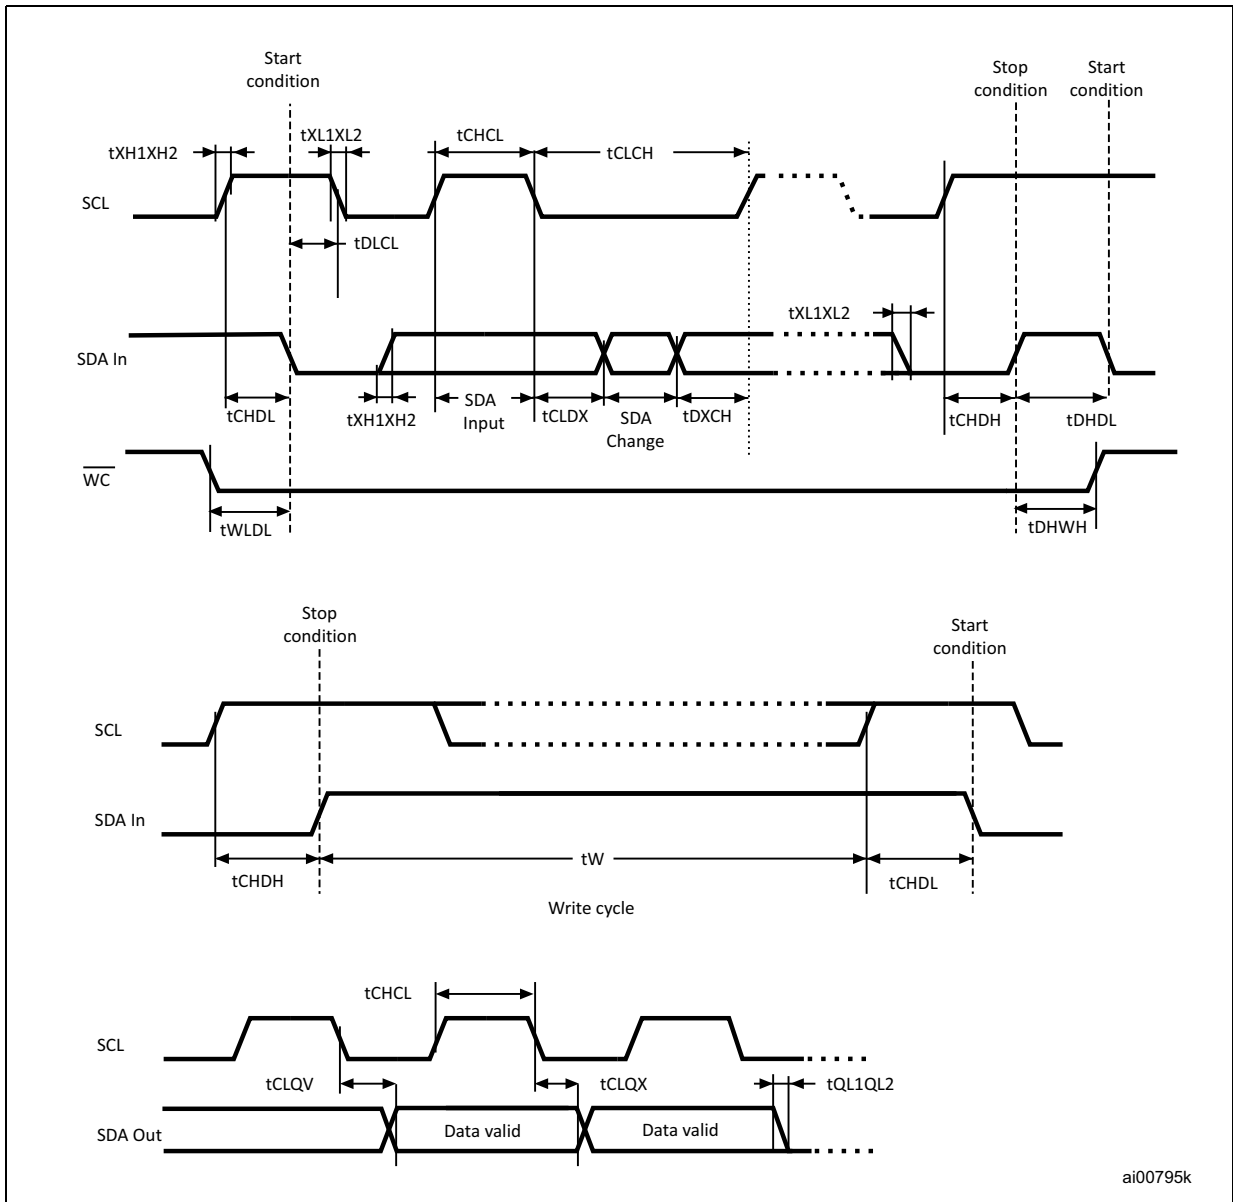 Start
condition
Stop
condition
Start
condition
tXH1XH2
tXL1XL2
tCHCL
tCLCH
SCL
tDLCL
tXL1XL2
SDA In
tCHDL
tXH1XH2
SDA
Input
tCLDX
SDA
Change
tDXCH
tCHDH
tDHDL
WC
tWLDL
tDHWH
Stop
condition
Start
condition
SCL
SDA In
tCHDH
tW
tCHDL
Write cycle
tCHCL
SCL
tCLQV
tCLQX
tQL1QL2
SDA Out
Data valid
Data valid
ai00795k